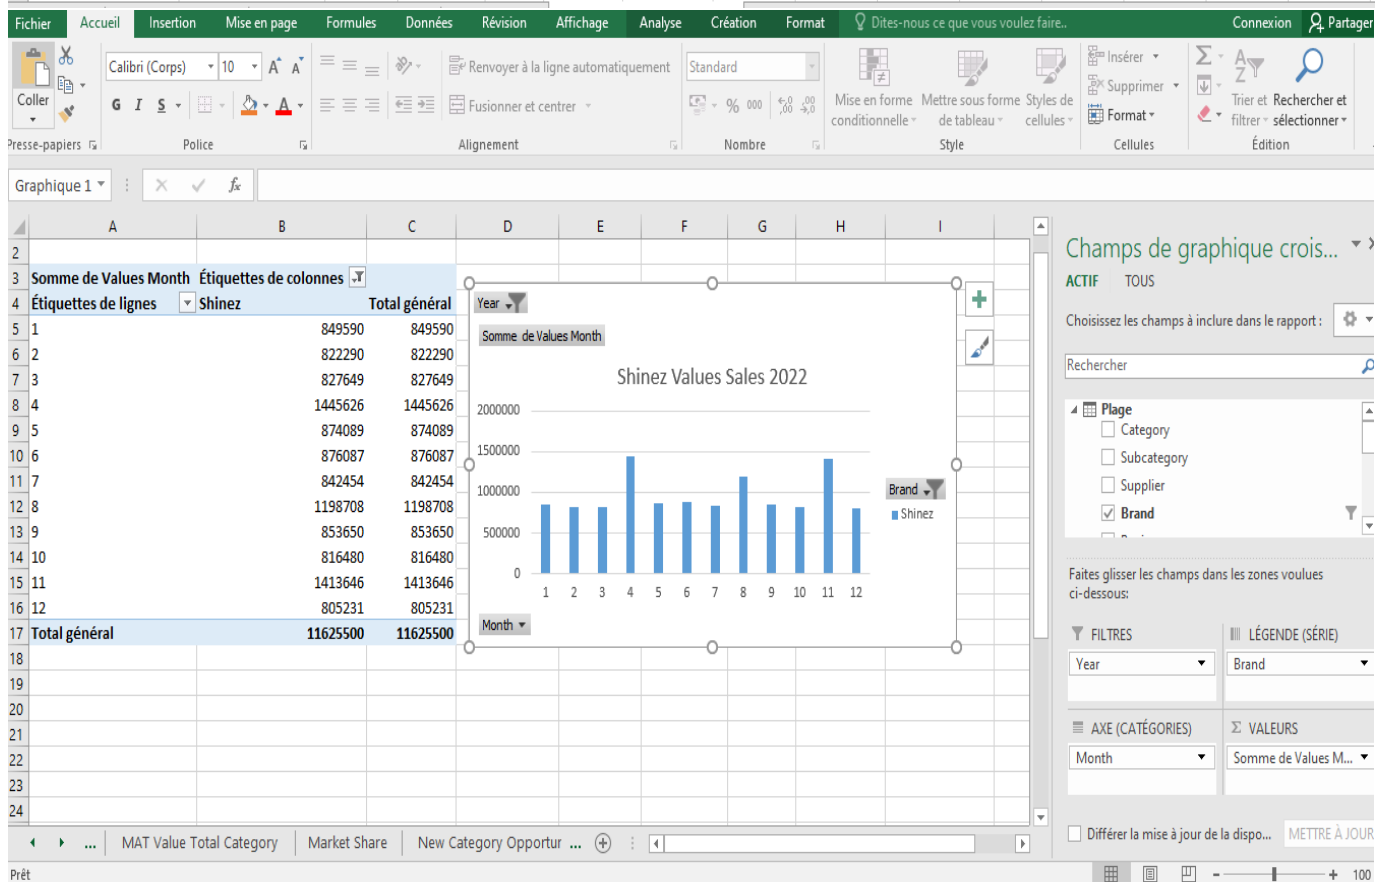 Fichier Accueil Insertion Mise en page Formules Données Révision Affichage Analyse Création Format Dites-nous ce que vous voulez faire.. Connexion Partager
Coller
Calibri (Corps) 10 A A
G I S A
Renvoyer à la ligne automatiquement
Fusionner et centrer
Standard
% 000
Mise en forme conditionnelle
Mettre sous forme de tableau
Styles de cellules
Insérer
Supprimer
Format
Trier et filtrer
Rechercher et sélectionner
Presse-papiers Police Alignement Nombre Style Cellules Édition
Graphique 1 fx
A B C D E F G H I
2
3 Somme de Values Month Étiquettes de colonnes
4 Étiquettes de lignes Shinez Total général
5 1 849590 849590
6 2 822290 822290
7 3 827649 827649
8 4 1445626 1445626
9 5 874089 874089
10 6 876087 876087
11 7 842454 842454
12 8 1198708 1198708
13 9 853650 853650
14 10 816480 816480
15 11 1413646 1413646
16 12 805231 805231
17 Total général 11625500 11625500
18
19
20
21
22
23
24
Year
Somme de Values Month
Shinez Values Sales 2022
2000000
1500000
1000000
500000
0
1 2 3 4 5 6 7 8 9 10 11 12
Brand
Shinez
Month
Champs de graphique crois...
ACTIF TOUS
Choisissez les champs à inclure dans le rapport :
Rechercher
Plage
Category
Subcategory
Supplier
Brand
Faites glisser les champs dans les zones voulues
ci-dessous:
FILTRES LÉGENDE (SÉRIE)
Year Brand
AXE (CATÉGORIES) Σ VALEURS
Month Somme de Values M...
Différer la mise à jour de la dispo... METTRE À JOUR
... MAT Value Total Category Market Share New Category Opportur ...
Prêt 100